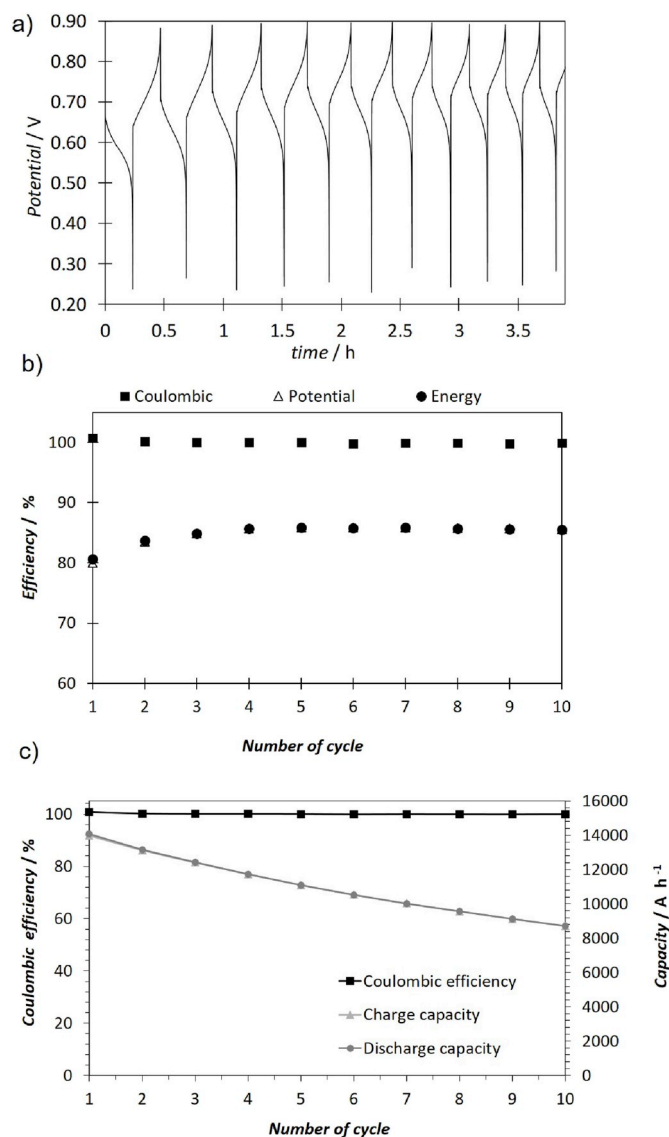 a)
0.90
0.80
0.70
0.60
0.50
0.40
0.30
0.20
Potential / V
0 0.5 1 1.5 2 2.5 3 3.5
time / h
b)
Coulombic Potential Energy
100
90
80
70
60
Efficiency / %
1 2 3 4 5 6 7 8 9 10
Number of cycle
c)
100
80
60
40
20
0
Coulombic efficiency / %
16000
14000
12000
10000
8000
6000
4000
2000
0
Capacity / A h⁻¹
Coulombic efficiency
Charge capacity
Discharge capacity
1 2 3 4 5 6 7 8 9 10
Number of cycle